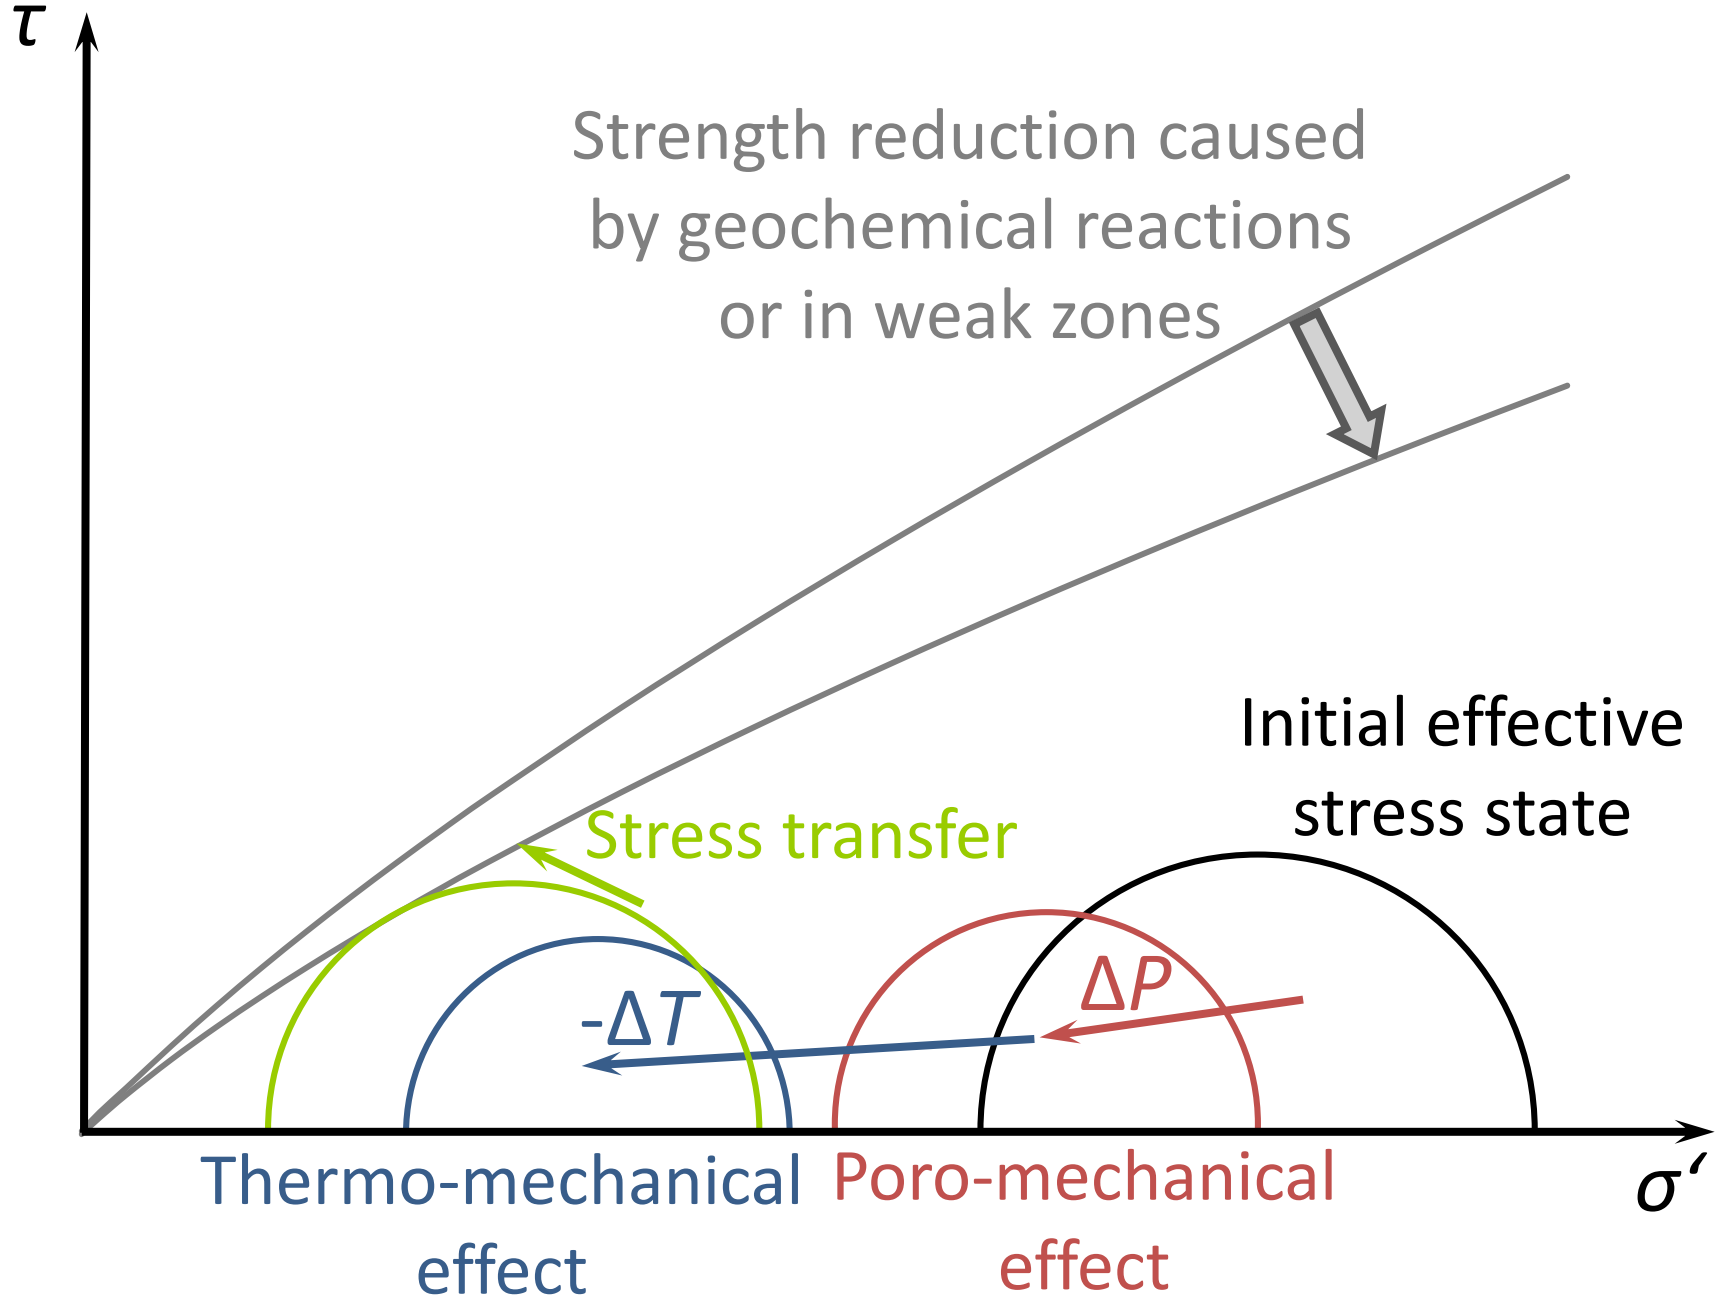 τ
Strength reduction caused
by geochemical reactions
or in weak zones
Initial effective
stress state
Stress transfer
ΔP
-ΔT
Thermo-mechanical
effect
Poro-mechanical
effect
σ‘